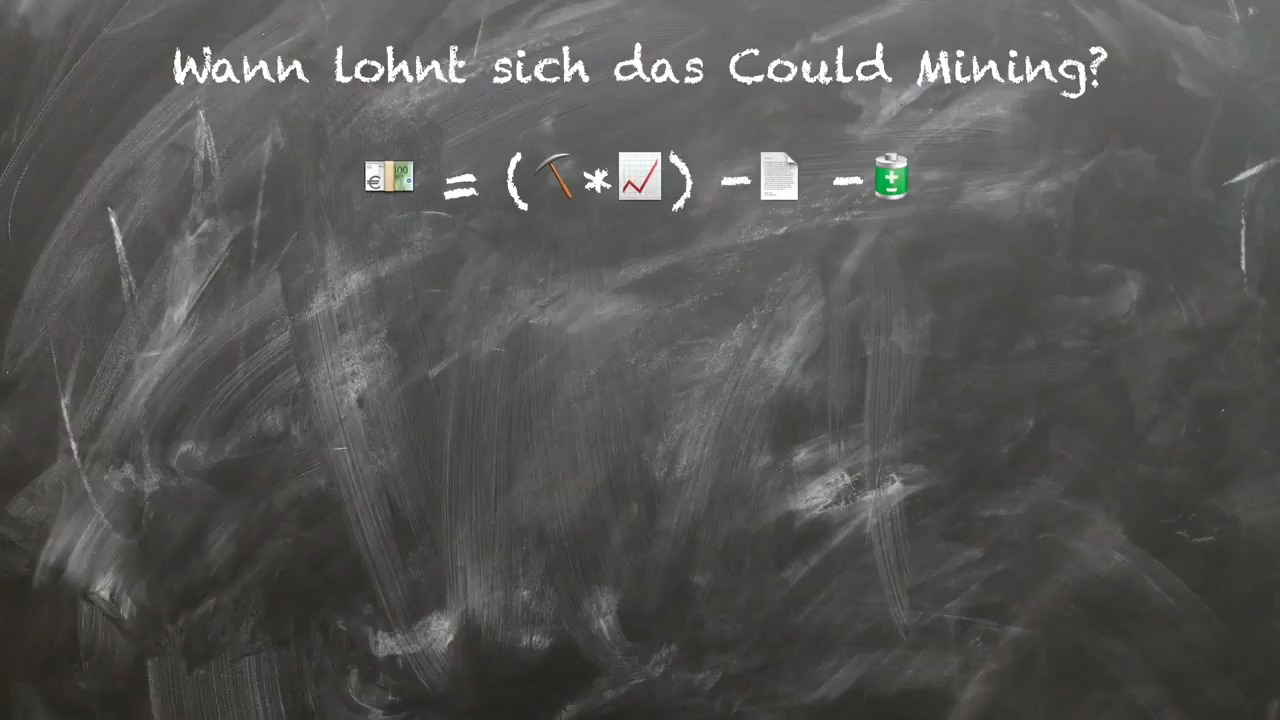 Wann lohnt sich das Could Mining?
💶 = (⛏*📈) -📄 -🔋